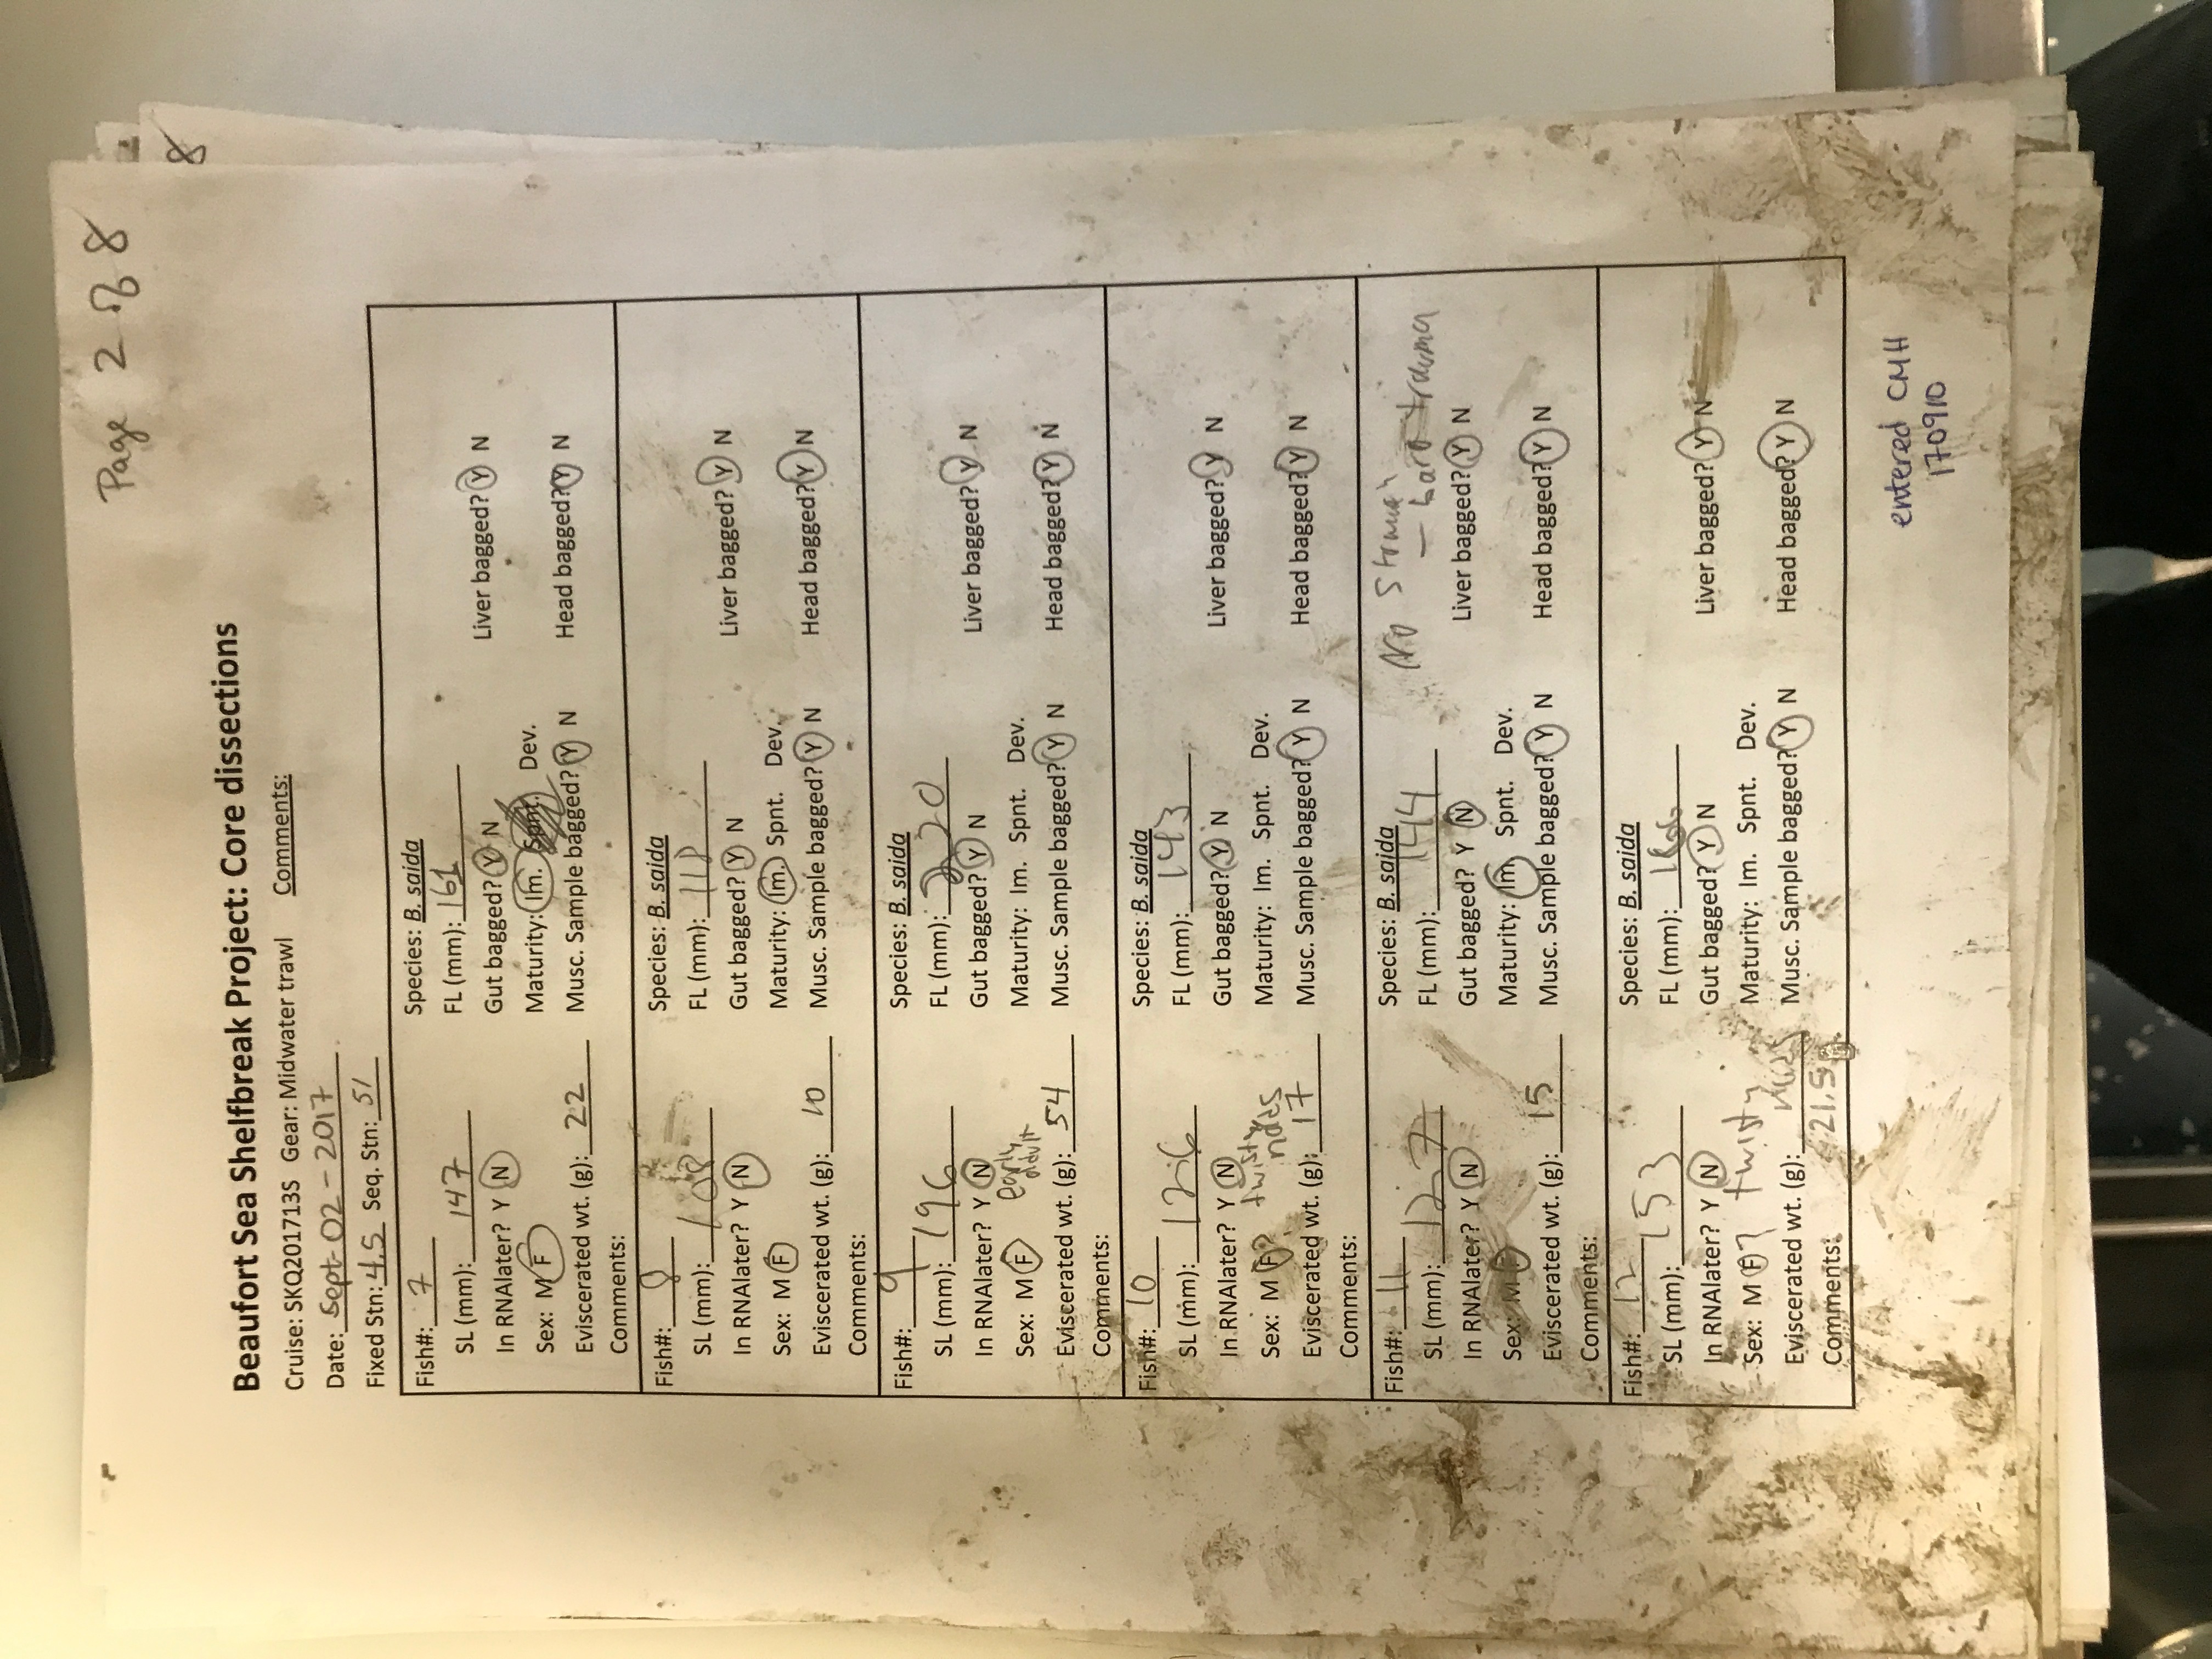 Page 2 of 8
8
Beaufort Sea Shelfbreak Project: Core dissections
Cruise: SKQ201713S Gear: Midwater trawl Comments:
Date: Sept-02-2017
Fixed Stn: 4.5 Seq. Stn: 51
Fish#: 7 Species: B. saida
SL (mm): 147 FL (mm): 161
In RNAlater? Y N Gut bagged? Y N Liver bagged? Y N
Sex: M F Maturity: Im. Spnt. Dev.
Eviscerated wt. (g): 22 Musc. Sample bagged? Y N Head bagged? Y N
Comments:
Fish#: 8 Species: B. saida
SL (mm): 108 FL (mm): 118
In RNAlater? Y N Gut bagged? Y N Liver bagged? Y N
Sex: M F Maturity: Im. Spnt. Dev.
Eviscerated wt. (g): 10 Musc. Sample bagged? Y N Head bagged? Y N
Comments:
Fish#: 9 Species: B. saida
SL (mm): 196 FL (mm): 220
In RNAlater? Y N Gut bagged? Y N Liver bagged? Y N
Sex: M F early adult Maturity: Im. Spnt. Dev.
Eviscerated wt. (g): 54 Musc. Sample bagged? Y N Head bagged? Y N
Comments:
Fish#: 10 Species: B. saida
SL (mm): 126 FL (mm): 143
In RNAlater? Y N Gut bagged? Y N Liver bagged? Y N
Sex: M F? twisty Maturity: Im. Spnt. Dev.
Eviscerated wt. (g): 17 Musc. Sample bagged? Y N Head bagged? Y N
Comments:
Fish#: 11 Species: B. saida No stomach
SL (mm): 127 FL (mm): 144 – baro trauma
In RNAlater? Y N Gut bagged? Y N Liver bagged? Y N
Sex: M F Maturity: Im. Spnt. Dev.
Eviscerated wt. (g): 15 Musc. Sample bagged? Y N Head bagged? Y N
Comments:
Fish#: 12 Species: B. saida
SL (mm): 153 FL (mm):
In RNAlater? Y N Gut bagged? Y N Liver bagged? Y N
Sex: M F? twisty Maturity: Im. Spnt. Dev.
Eviscerated wt. (g): 21.5 Musc. Sample bagged? Y N Head bagged? Y N
Comments:
entered CMH
170910